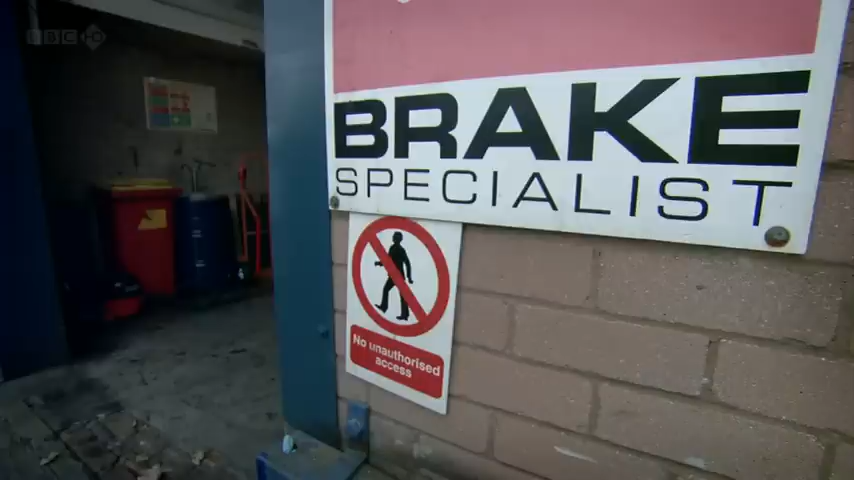 BBC HD
BRAKE
SPECIALIST
No unauthorised
access